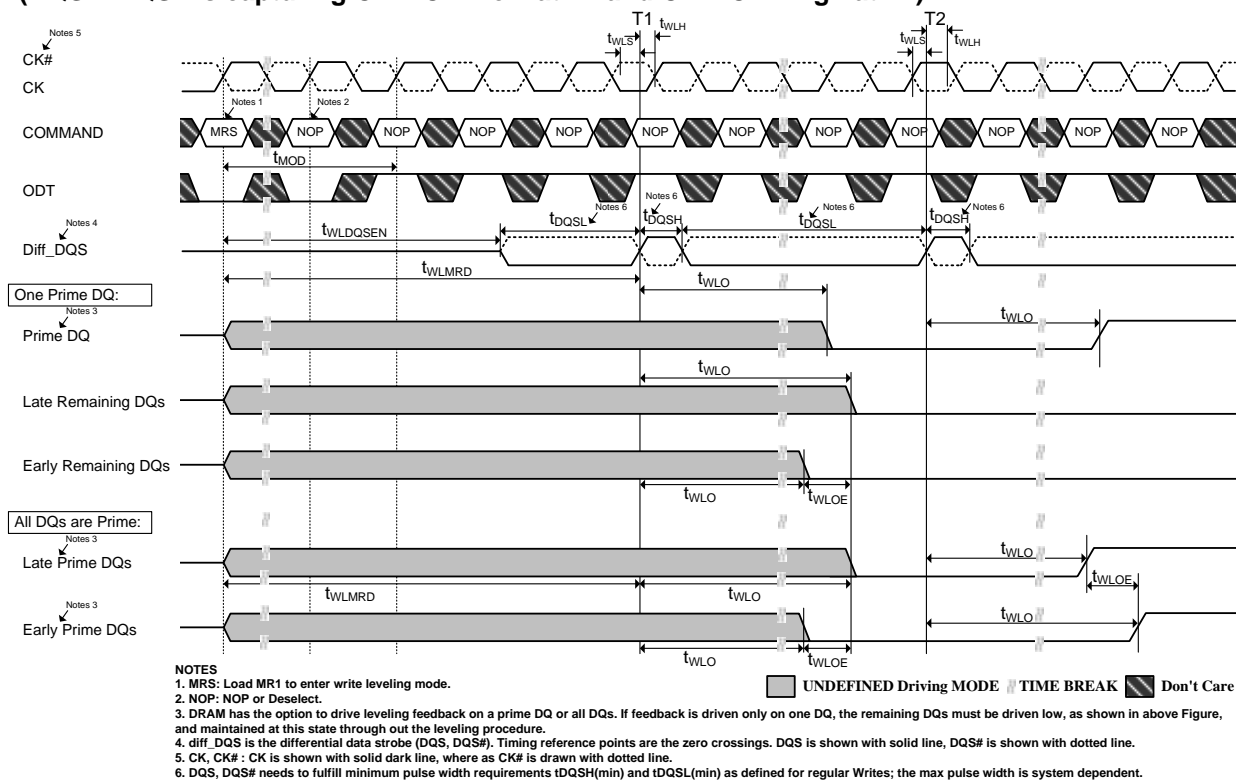 T1 T2
Notes 5
tWLS tWLH tWLS tWLH
CK#
CK
Notes 1 Notes 2
COMMAND MRS NOP NOP NOP NOP NOP NOP NOP NOP NOP NOP NOP
tMOD
ODT
Notes 6 Notes 6 Notes 6 Notes 6
Notes 4
tDQSL tDQSH tDQSL tDQSH
tWLDQSEN
Diff_DQS
tWLMRD
tWLO
One Prime DQ:
Notes 3
tWLO
Prime DQ
tWLO
Late Remaining DQs
Early Remaining DQs
tWLO tWLOE
All DQs are Prime:
Notes 3
tWLO
Late Prime DQs
tWLOE
tWLMRD tWLO
Notes 3
tWLO
Early Prime DQs
tWLO tWLOE
NOTES
1. MRS: Load MR1 to enter write leveling mode.
UNDEFINED Driving MODE TIME BREAK Don't Care
2. NOP: NOP or Deselect.
3. DRAM has the option to drive leveling feedback on a prime DQ or all DQs. If feedback is driven only on one DQ, the remaining DQs must be driven low, as shown in above Figure,
and maintained at this state through out the leveling procedure.
4. diff_DQS is the differential data strobe (DQS, DQS#). Timing reference points are the zero crossings. DQS is shown with solid line, DQS# is shown with dotted line.
5. CK, CK# : CK is shown with solid dark line, where as CK# is drawn with dotted line.
6. DQS, DQS# needs to fulfill minimum pulse width requirements tDQSH(min) and tDQSL(min) as defined for regular Writes; the max pulse width is system dependent.